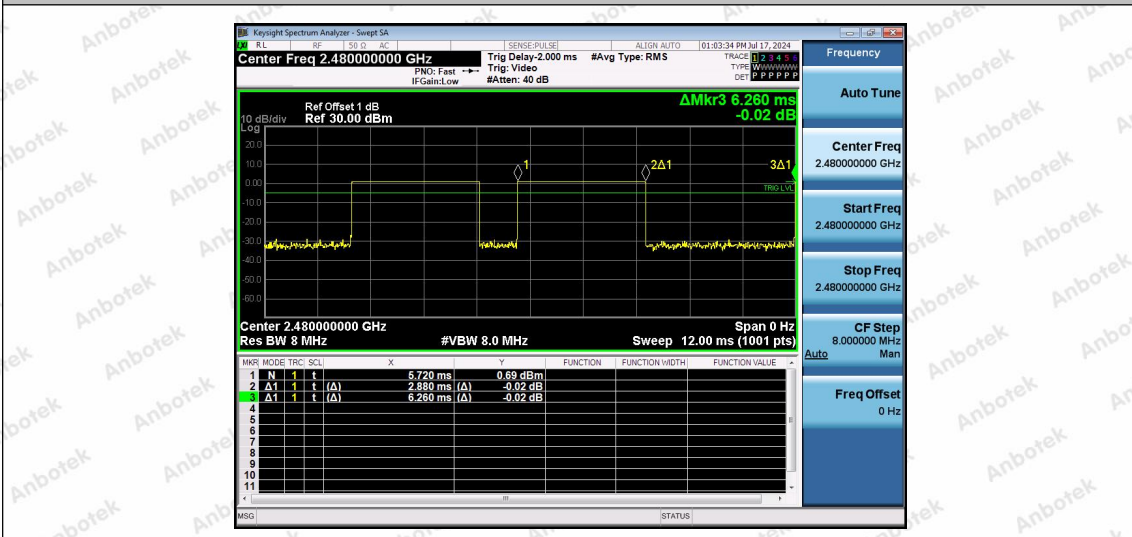 Keysight Spectrum Analyzer - Swept SA
LXI RL RF 50 Ω AC SENSE:PULSE ALIGN AUTO 01:03:34 PM Jul 17, 2024
Center Freq 2.480000000 GHz
Trig Delay-2.000 ms #Avg Type: RMS
TRACE 1 2 3 4 5 6
PNO: Fast
Trig: Video
TYPE WWWWWW
IFGain:Low
#Atten: 40 dB
DET P P P P P P
ΔMkr3 6.260 ms
-0.02 dB
Ref Offset 1 dB
10 dB/div Ref 30.00 dBm
Log
20.0
10.0
0.00
-10.0
-20.0
-30.0
-40.0
-50.0
-60.0
1
2Δ1
3Δ1
TRIG LVL
Center 2.480000000 GHz Span 0 Hz
Res BW 8 MHz #VBW 8.0 MHz Sweep 12.00 ms (1001 pts)
MKR MODE TRC SCL X Y FUNCTION FUNCTION WIDTH FUNCTION VALUE
1 N 1 t 5.720 ms 0.69 dBm
2 Δ1 1 t (Δ) 2.880 ms (Δ) -0.02 dB
3 Δ1 1 t (Δ) 6.260 ms (Δ) -0.02 dB
4
5
6
7
8
9
10
11
MSG STATUS
Frequency
Auto Tune
Center Freq
2.480000000 GHz
Start Freq
2.480000000 GHz
Stop Freq
2.480000000 GHz
CF Step
8.000000 MHz
Auto Man
Freq Offset
0 Hz
Anbotek